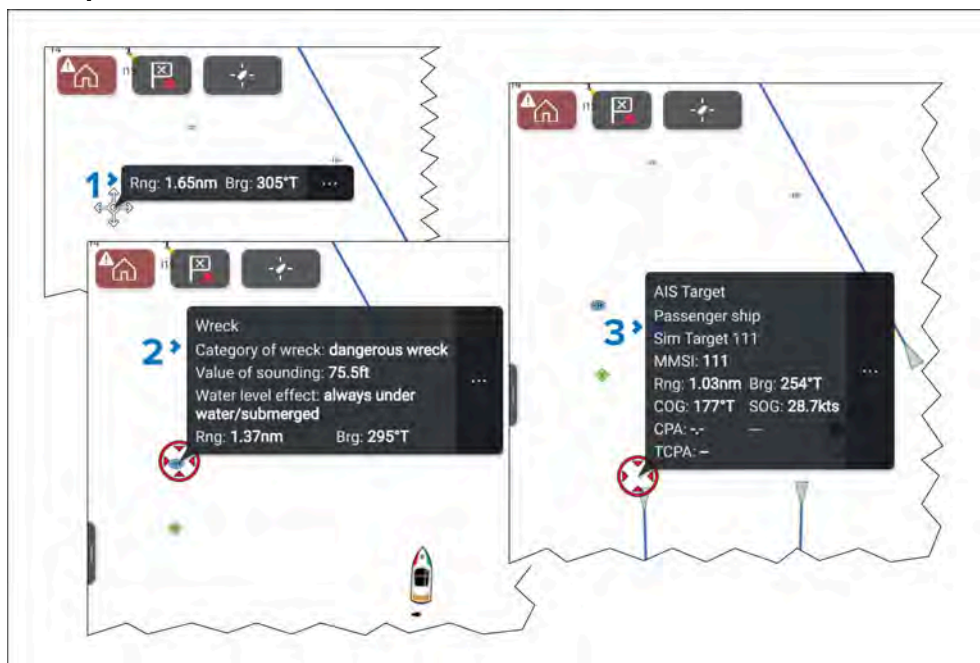 1
Rng: 1.65nm Brg: 305°T ...
2
Wreck
Category of wreck: dangerous wreck
Value of sounding: 75.5ft
Water level effect: always under
water/submerged
Rng: 1.37nm Brg: 295°T
...
3
AIS Target
Passenger ship
Sim Target 111
MMSI: 111
Rng: 1.03nm Brg: 254°T
COG: 177°T SOG: 28.7kts
CPA: -.- —
TCPA: –
...